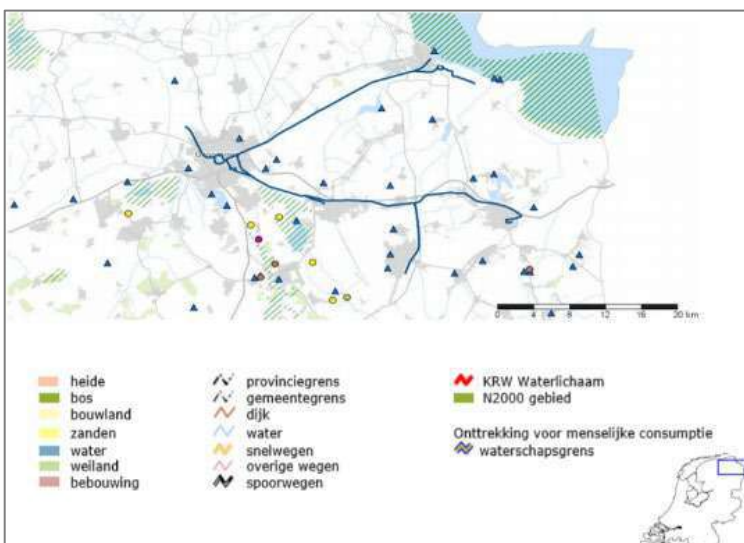 0
4
8
12
16
20 km
heide
bos
bouwland
zanden
water
weiland
bebouwing
provinciegrens
gemeentegrens
dijk
water
snelwegen
overige wegen
spoorwegen
KRW Waterlichaam
N2000 gebied
Onttrekking voor menselijke consumptie
waterschapsgrens